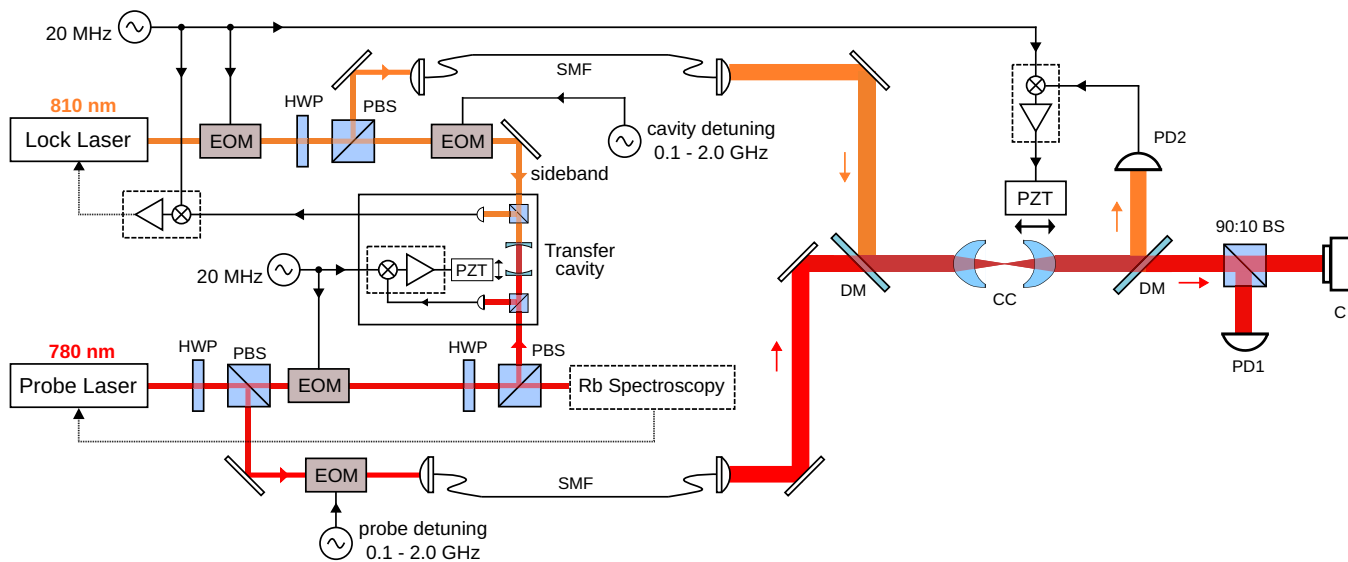 20 MHz
SMF
810 nm
HWP
PBS
Lock Laser
EOM
EOM
cavity detuning
0.1 - 2.0 GHz
PD2
sideband
PZT
90:10 BS
Transfer
cavity
20 MHz
PZT
DM
CC
DM
C
780 nm
HWP
PBS
HWP
PBS
PD1
Probe Laser
EOM
Rb Spectroscopy
EOM
SMF
probe detuning
0.1 - 2.0 GHz